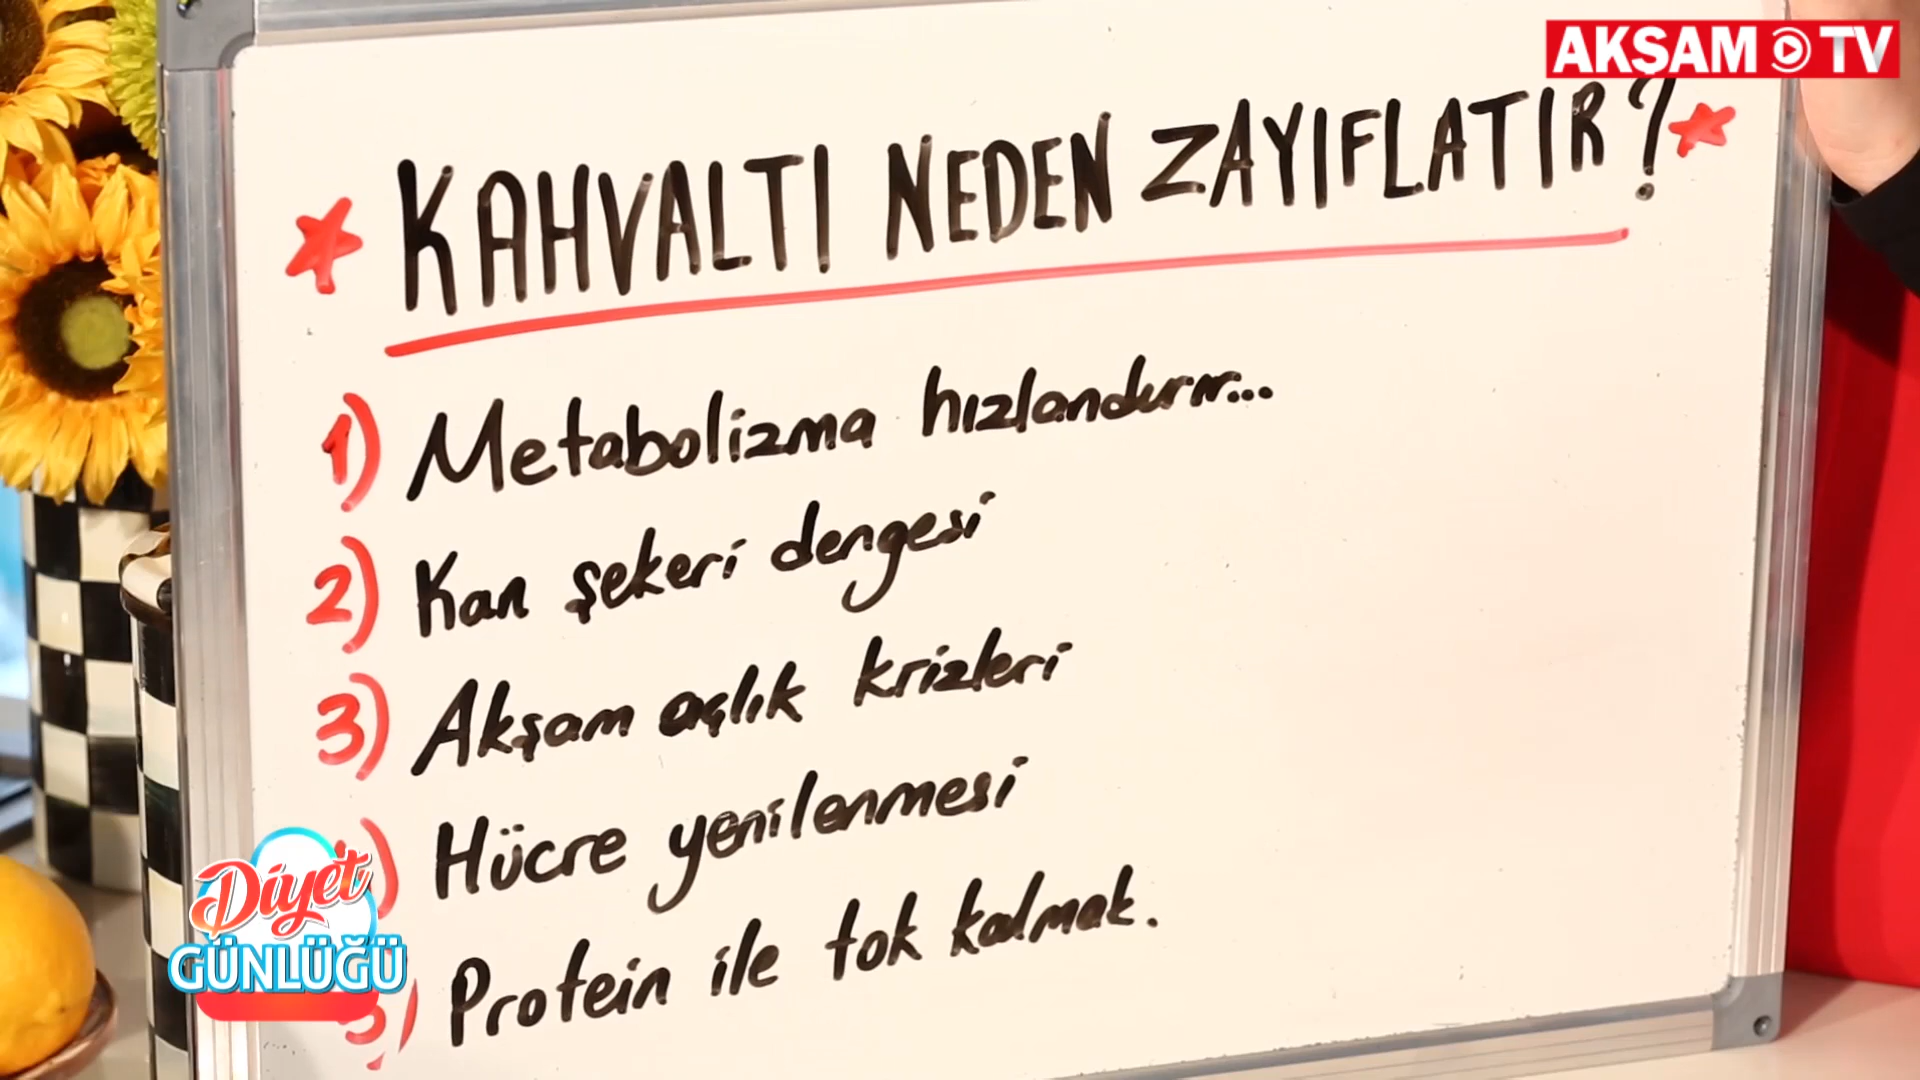 AKŞAM TV
KAHVALTI NEDEN ZAYIFLATIR?
1) Metabolizma hızlandırır...
2) Kan şekeri dengesi
3) Akşam açlık krizleri
) Hücre yenilenmesi
5) Protein ile tok kalmak.
Diyet
GÜNLÜĞÜ